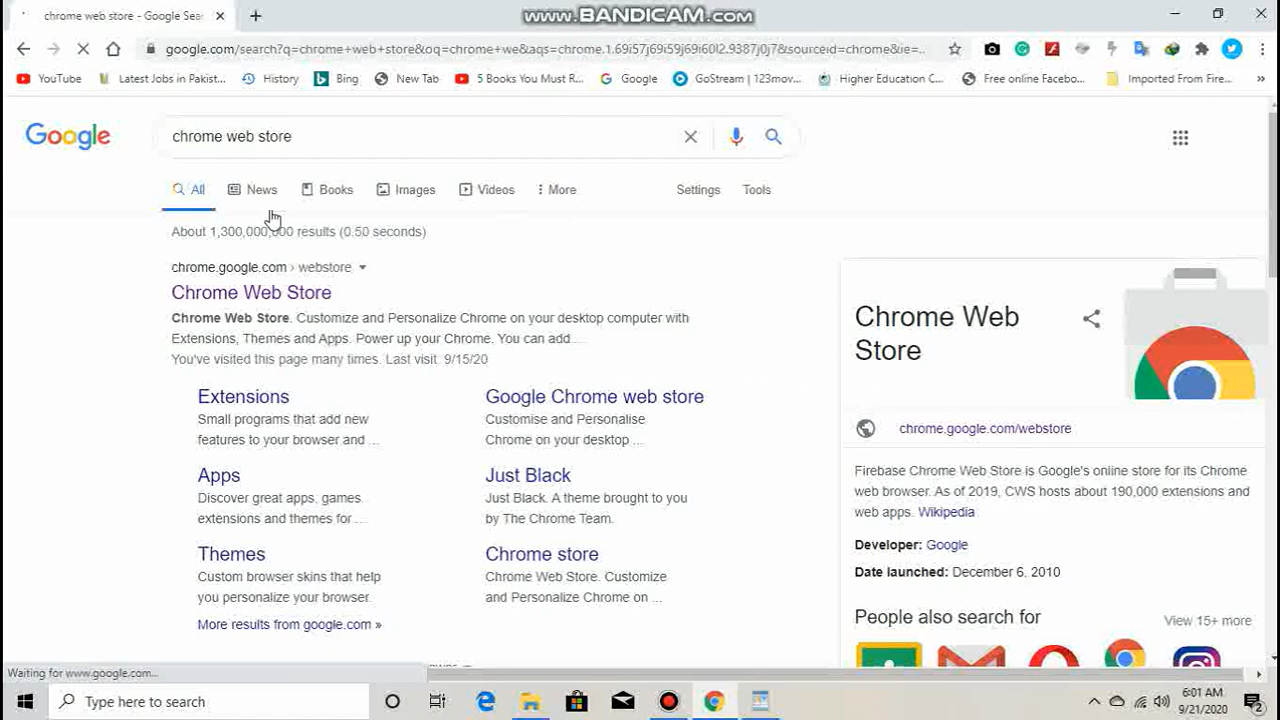 chrome web store - Google Sea
www.BANDICAM.com
google.com/search?q=chrome+web+store&oq=chrome+we&aqs=chrome.1.69i57j69i59j69i60l2.9387j0j7&sourceid=chrome&ie=...
YouTube
Latest Jobs in Pakist...
History
Bing
New Tab
5 Books You Must R...
Google
GoStream | 123mov...
Higher Education C...
Free online Facebo...
Imported From Fire...
»
Google
chrome web store
All
News
Books
Images
Videos
More
Settings
Tools
About 1,300,000,000 results (0.50 seconds)
chrome.google.com › webstore
Chrome Web Store
Chrome Web Store. Customize and Personalize Chrome on your desktop computer with
Extensions, Themes and Apps. Power up your Chrome. You can add ...
You've visited this page many times. Last visit: 9/15/20
Extensions
Small programs that add new
features to your browser and ...
Google Chrome web store
Customise and Personalise
Chrome on your desktop ...
Apps
Discover great apps, games,
extensions and themes for ...
Just Black
Just Black. A theme brought to you
by The Chrome Team.
Themes
Custom browser skins that help
you personalize your browser.
Chrome store
Chrome Web Store. Customize
and Personalize Chrome on ...
More results from google.com »
Chrome Web
Store
chrome.google.com/webstore
Firebase Chrome Web Store is Google's online store for its Chrome
web browser. As of 2019, CWS hosts about 190,000 extensions and
web apps. Wikipedia
Developer: Google
Date launched: December 6, 2010
People also search for
View 15+ more
Waiting for www.google.com...
Type here to search
6:01 AM
9/21/2020
2